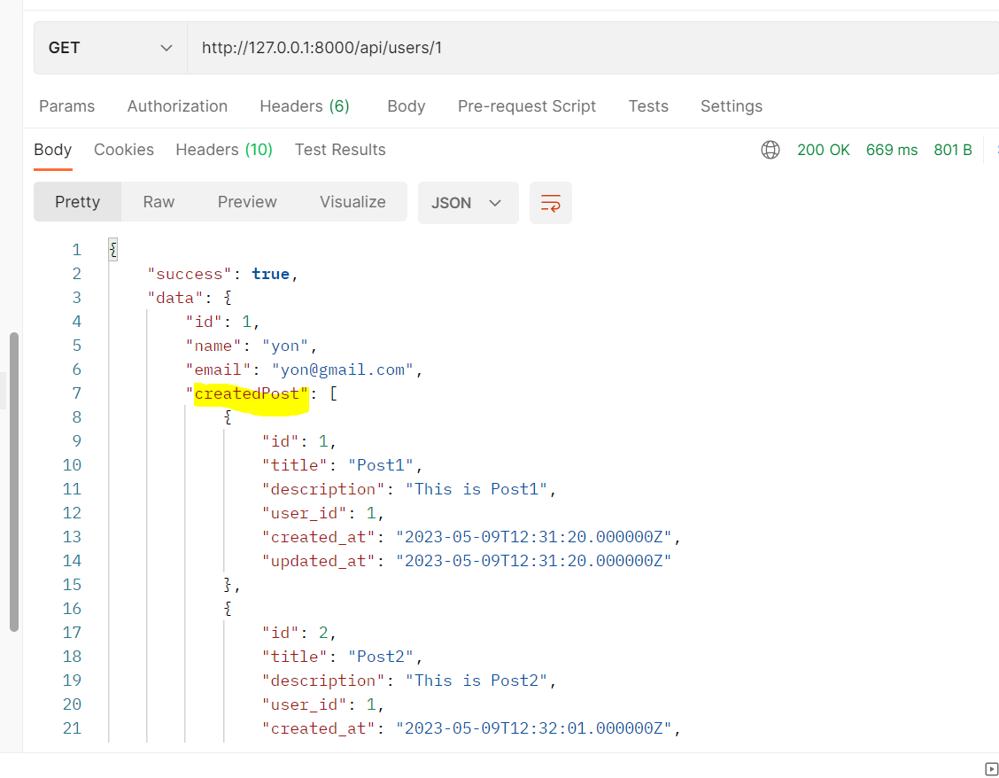 GET http://127.0.0.1:8000/api/users/1
Params Authorization Headers (6) Body Pre-request Script Tests Settings
Body Cookies Headers (10) Test Results 200 OK 669 ms 801 B
Pretty Raw Preview Visualize JSON
1 {
2 "success": true,
3 "data": {
4 "id": 1,
5 "name": "yon",
6 "email": "yon@gmail.com",
7 "createdPost": [
8 {
9 "id": 1,
10 "title": "Post1",
11 "description": "This is Post1",
12 "user_id": 1,
13 "created_at": "2023-05-09T12:31:20.000000Z",
14 "updated_at": "2023-05-09T12:31:20.000000Z"
15 },
16 {
17 "id": 2,
18 "title": "Post2",
19 "description": "This is Post2",
20 "user_id": 1,
21 "created_at": "2023-05-09T12:32:01.000000Z",